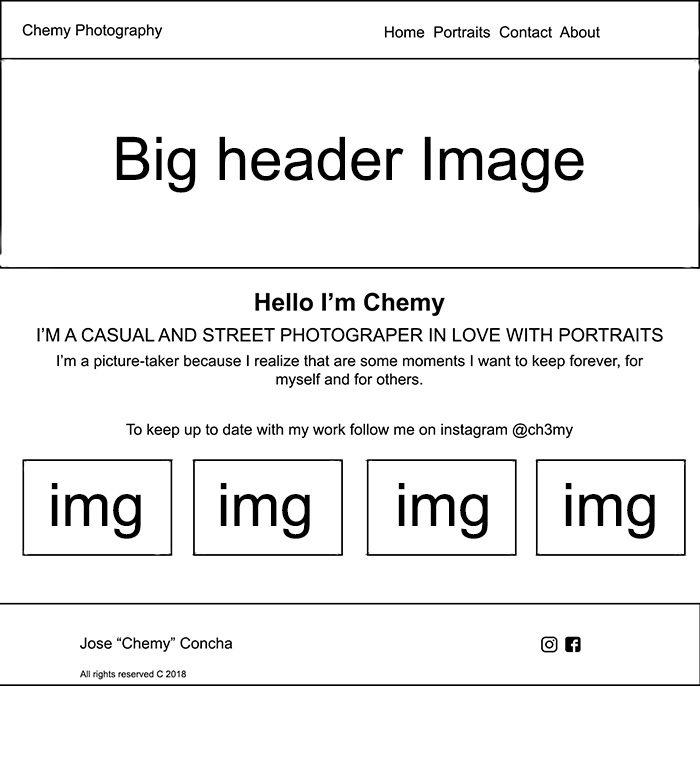 Chemy Photography Home Portraits Contact About
Big header Image
Hello I’m Chemy
I’M A CASUAL AND STREET PHOTOGRAPER IN LOVE WITH PORTRAITS
I’m a picture-taker because I realize that are some moments I want to keep forever, for
myself and for others.
To keep up to date with my work follow me on instagram @ch3my
img img img img
Jose “Chemy” Concha
All rights reserved C 2018